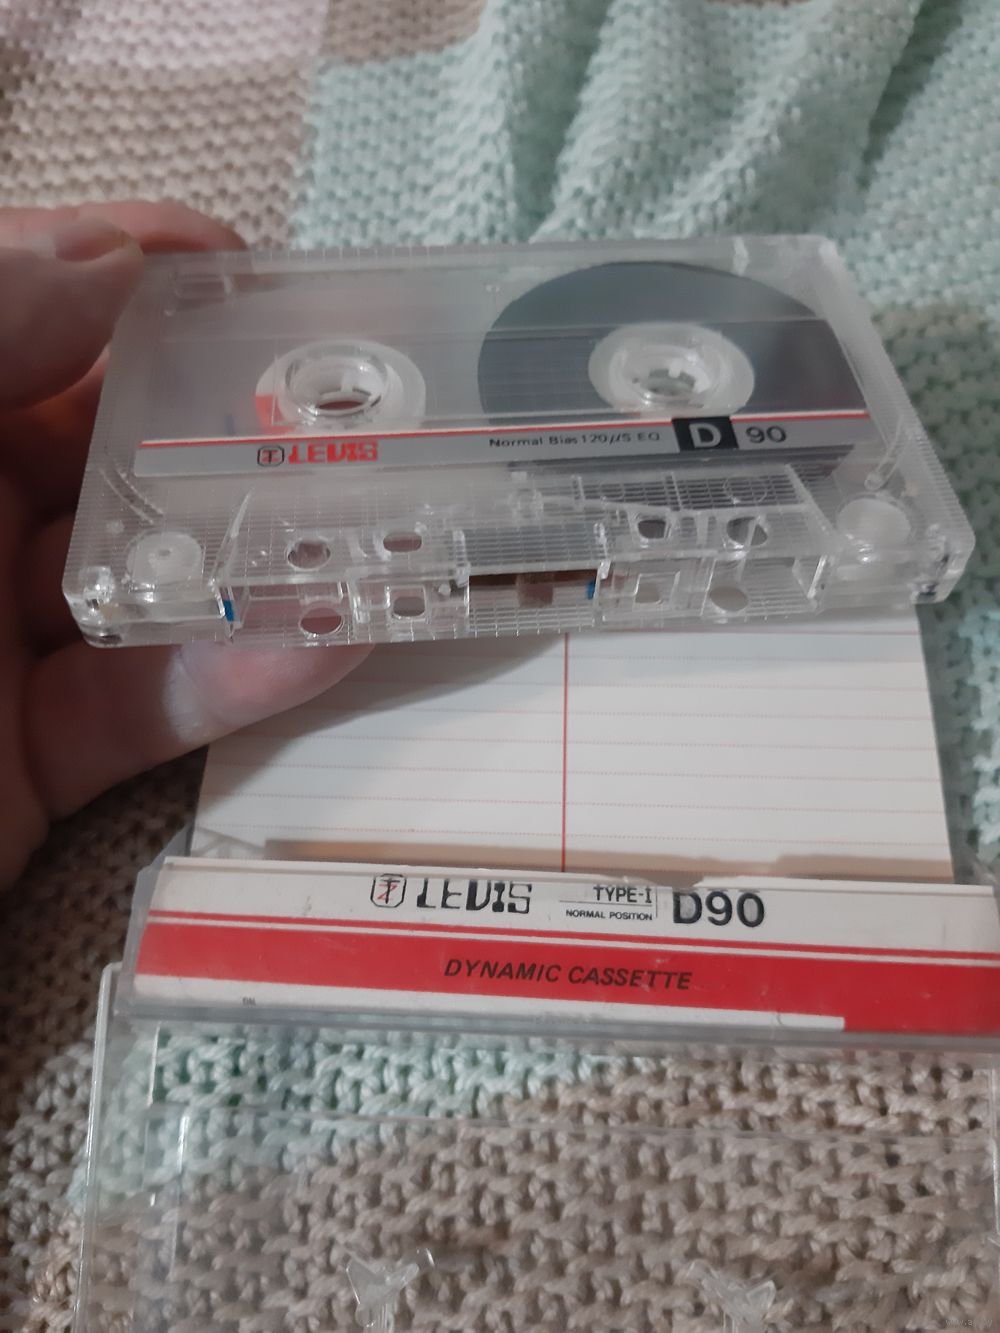 LEVIS Normal Bias 120µS EQ D 90
LEVIS TYPE-I D90
NORMAL POSITION
DYNAMIC CASSETTE